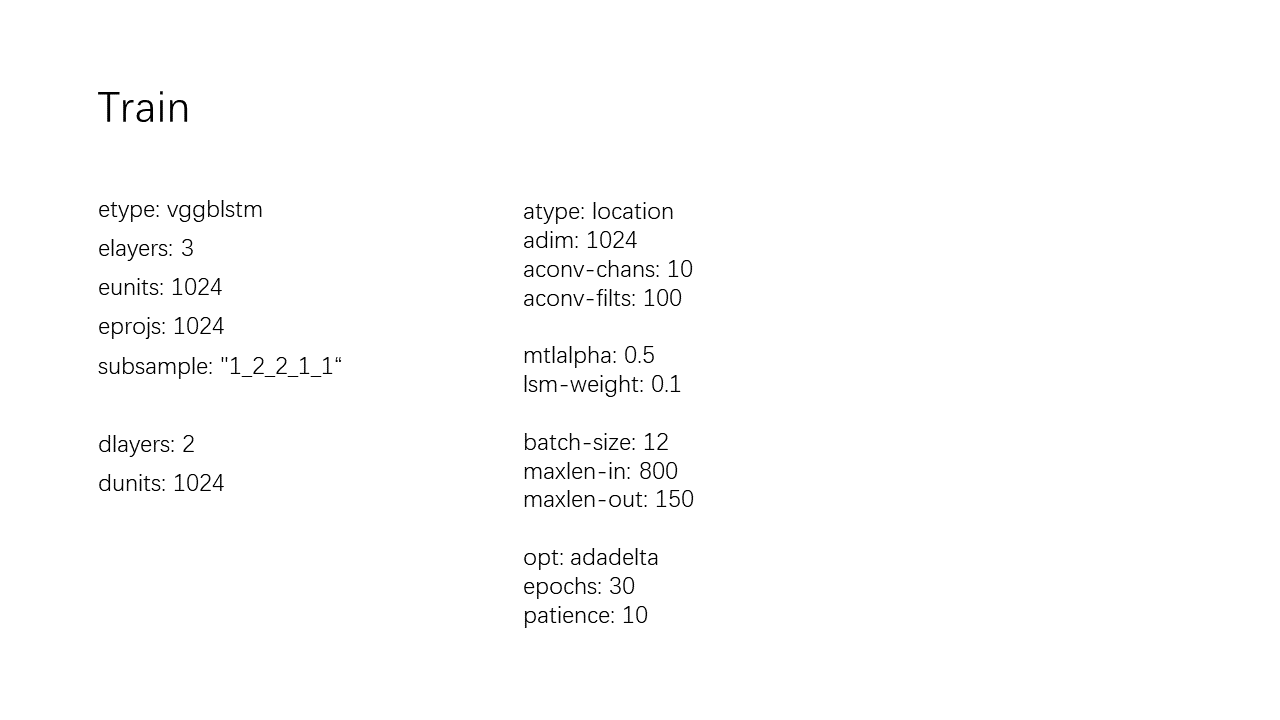 Train
etype: vggblstm
elayers: 3
eunits: 1024
eprojs: 1024
subsample: "1_2_2_1_1“
dlayers: 2
dunits: 1024
atype: location
adim: 1024
aconv-chans: 10
aconv-filts: 100
mtlalpha: 0.5
lsm-weight: 0.1
batch-size: 12
maxlen-in: 800
maxlen-out: 150
opt: adadelta
epochs: 30
patience: 10